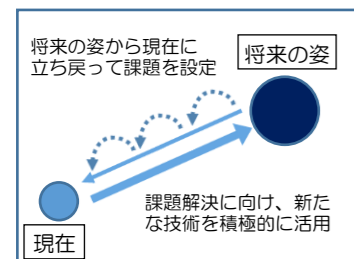 将来の姿から現在に
立ち戻って課題を設定
将来の姿
課題解決に向け、新た
な技術を積極的に活用
現在